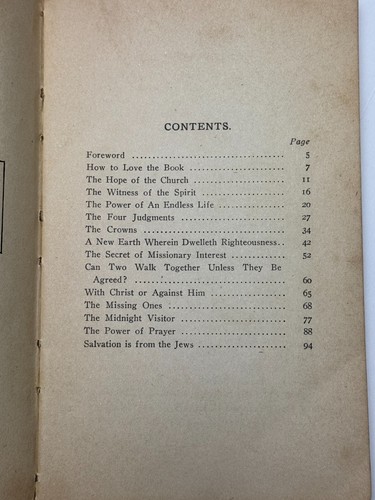 CONTENTS.
Page
Foreword .................................. 5
How to Love the Book ...................... 7
The Hope of the Church .................... 11
The Witness of the Spirit ................. 16
The Power of An Endless Life .............. 20
The Four Judgments ........................ 27
The Crowns ................................ 34
A New Earth Wherein Dwelleth Righteousness.. 42
The Secret of Missionary Interest ......... 52
Can Two Walk Together Unless They Be
Agreed? ................................... 60
With Christ or Against Him ................ 65
The Missing Ones .......................... 68
The Midnight Visitor ...................... 77
The Power of Prayer ....................... 88
Salvation is from the Jews ................ 94